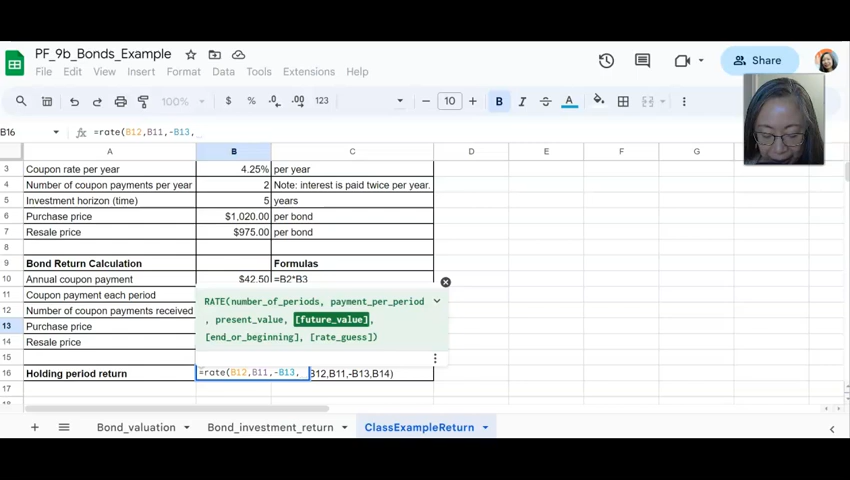 PF_9b_Bonds_Example
File Edit View Insert Format Data Tools Extensions Help
Share
100% $ % .0 .00 123 10 B I S A
B16 =rate(B12,B11,-B13,
A B C D E F G
3 Coupon rate per year 4.25% per year
4 Number of coupon payments per year 2 Note: interest is paid twice per year.
5 Investment horizon (time) 5 years
6 Purchase price $1,020.00 per bond
7 Resale price $975.00 per bond
8
9 Bond Return Calculation Formulas
10 Annual coupon payment $42.50 =B2*B3
11 Coupon payment each period
12 Number of coupon payments received
13 Purchase price
14 Resale price
15
16 Holding period return =rate(B12,B11,-B13, B12,B11,-B13,B14)
17
RATE(number_of_periods, payment_per_period
, present_value, [future_value],
[end_or_beginning], [rate_guess])
Bond_valuation Bond_investment_return ClassExampleReturn